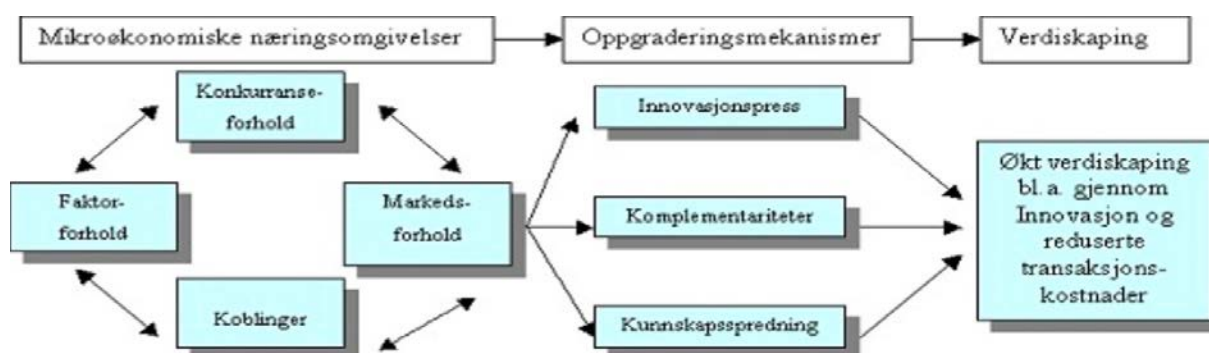 Mikroøkonomiske næringsomgivelser
Oppgraderingsmekanismer
Verdiskaping
Konkurranse-
forhold
Faktor-
forhold
Markeds-
forhold
Koblinger
Innovasjonspress
Komplementariteter
Kunnskapsspredning
Økt verdiskaping
bl.a. gjennom
Innovasjon og
reduserte
transaksjons-
kostnader